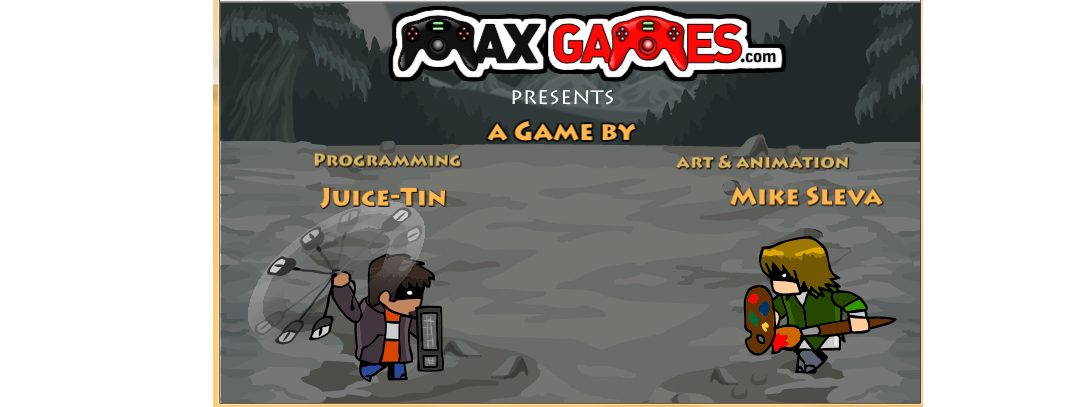 MAX GAMES.com
PRESENTS
A GAME BY
PROGRAMMING
JUICE-TIN
ART & ANIMATION
MIKE SLEVA